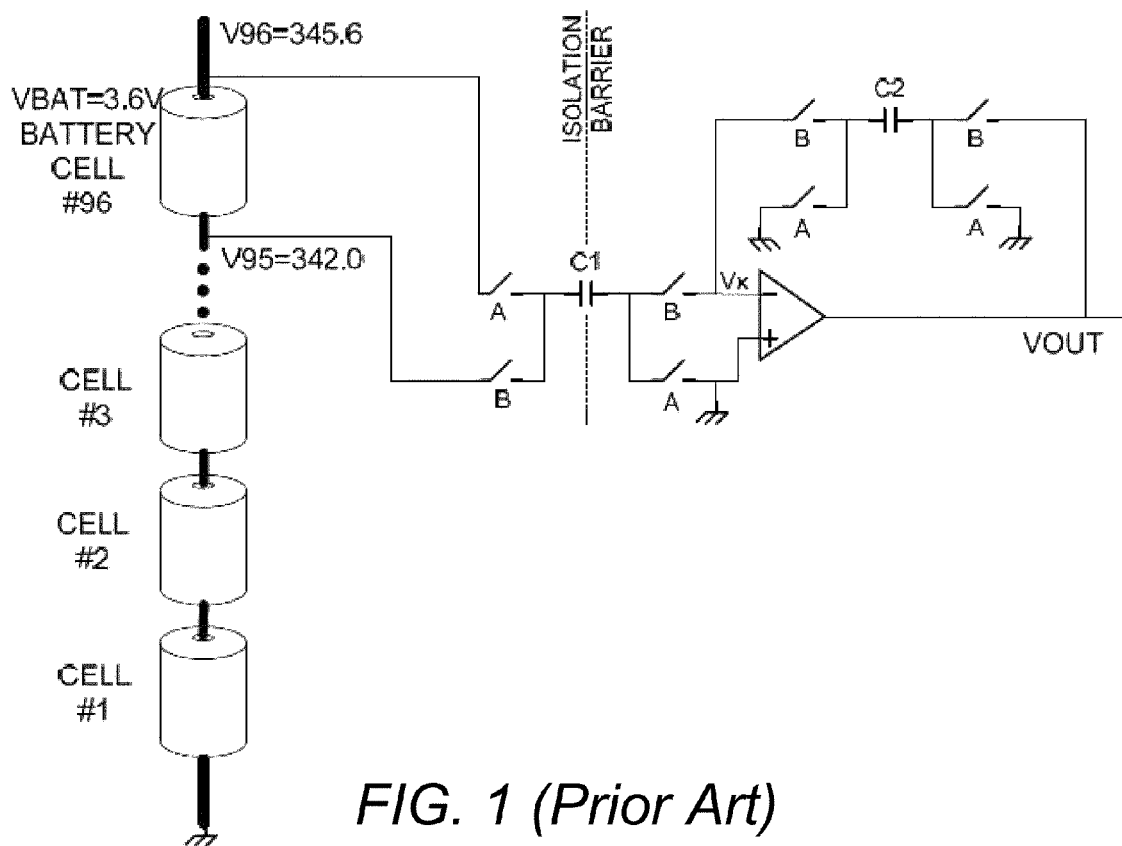 V96=345.6
VBAT=3.6V
BATTERY
CELL
#96
V95=342.0
ISOLATION
BARRIER
C2
B
B
A
A
C1
A
B
B
A
Vx
VOUT
CELL
#3
CELL
#2
CELL
#1
FIG. 1 (Prior Art)